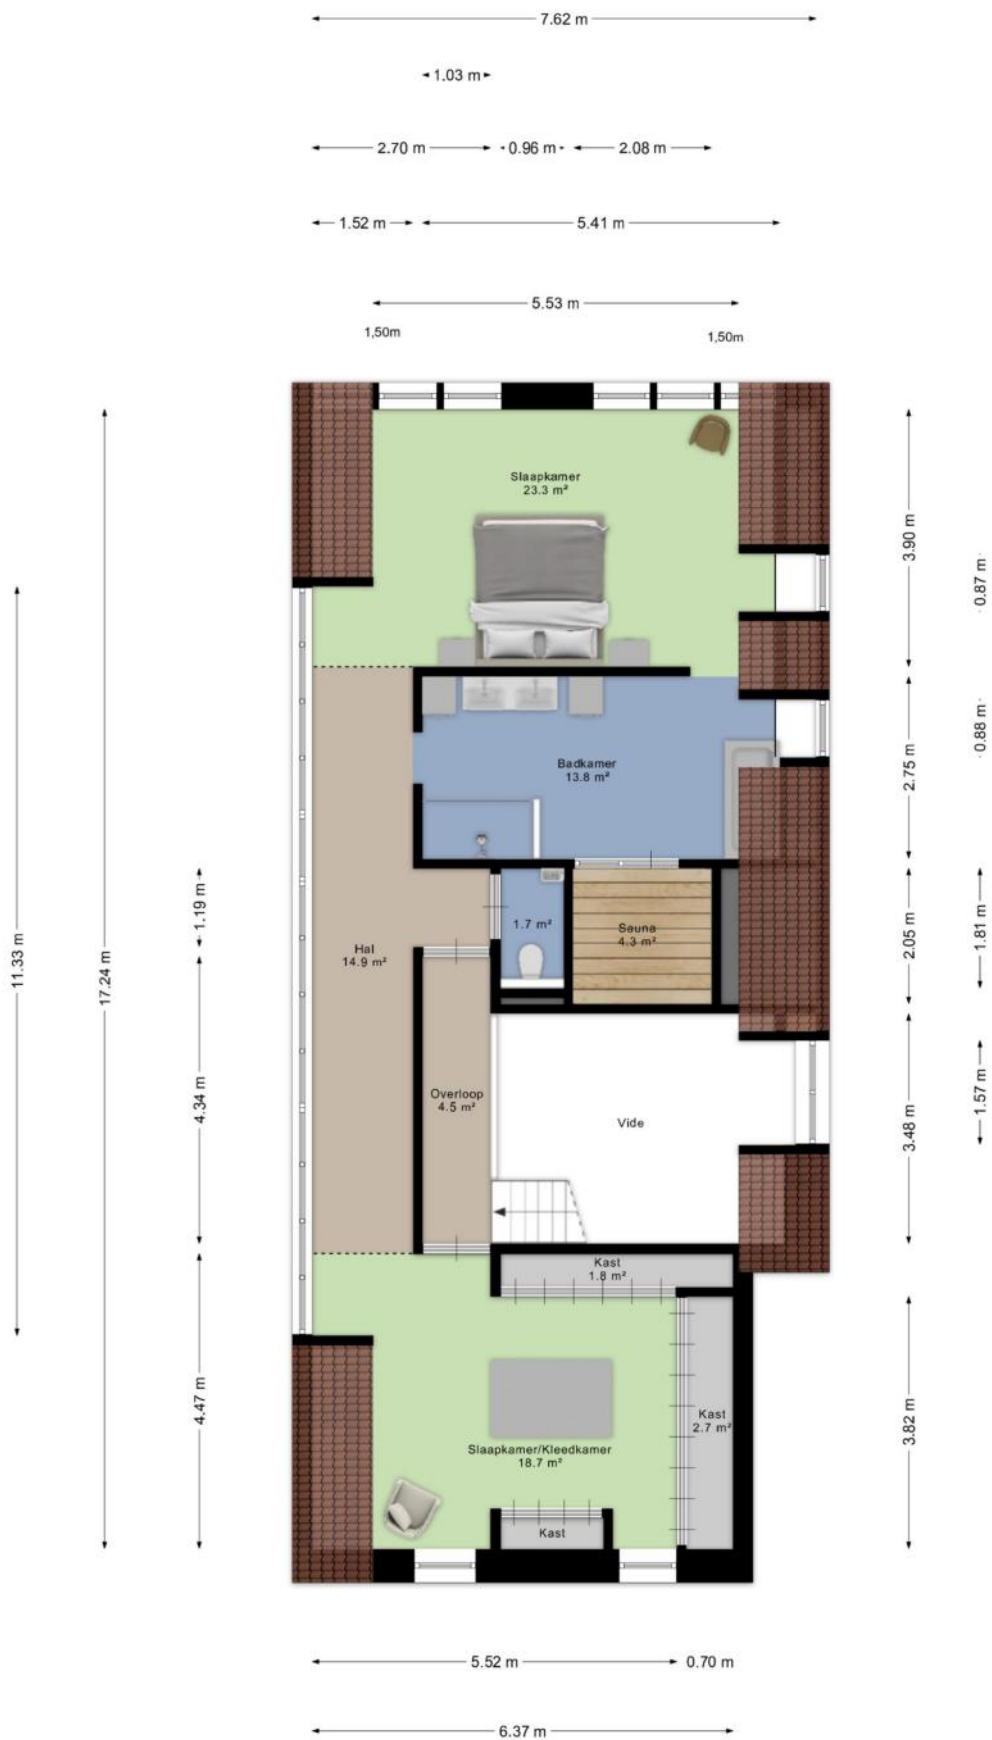 7.62 m
1.03 m
2.70 m
0.96 m
2.08 m
1.52 m
5.41 m
5.53 m
1,50m
1,50m
Slaapkamer
23.3 m²
3.90 m
0.87 m
Badkamer
13.8 m²
2.75 m
0.88 m
11.33 m
17.24 m
1.19 m
Hal
14.9 m²
1.7 m²
Sauna
4.3 m²
2.05 m
1.81 m
4.34 m
Overloop
4.5 m²
Vide
3.48 m
1.57 m
Kast
1.8 m²
4.47 m
Kast
2.7 m²
3.82 m
Slaapkamer/Kleedkamer
18.7 m²
Kast
5.52 m
0.70 m
6.37 m